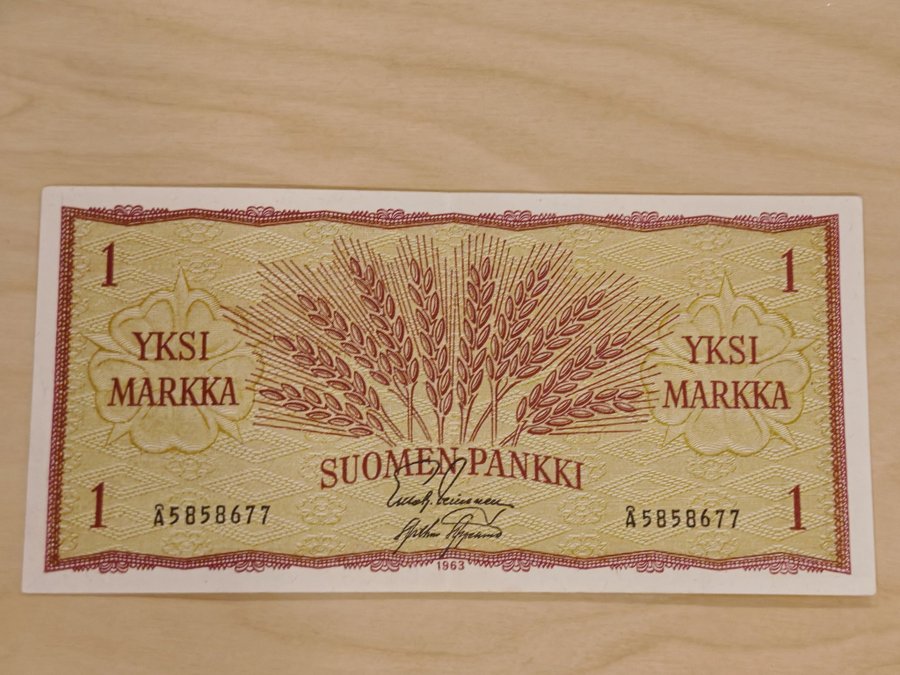 1
1
YKSI
MARKKA
YKSI
MARKKA
SUOMEN PANKKI
1
Å5858677
Å5858677
1
1963